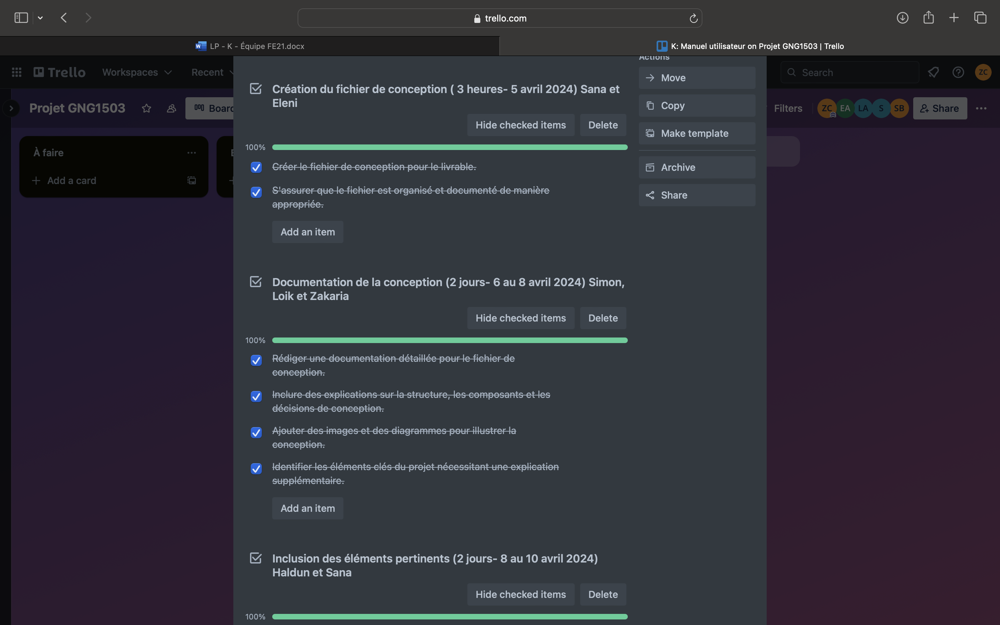 trello.com
LP - K - Équipe FE21.docx
K: Manuel utilisateur on Projet GNG1503 | Trello
Trello
Workspaces
Recent
Search
ZC
Projet GNG1503
Filters
ZC
EA
LA
S
SB
Share
À faire
Add a card
Création du fichier de conception ( 3 heures- 5 avril 2024) Sana et
Eleni
Hide checked items
Delete
100%
Créer le fichier de conception pour le livrable.
S'assurer que le fichier est organisé et documenté de manière
appropriée.
Add an item
Documentation de la conception (2 jours- 6 au 8 avril 2024) Simon,
Loik et Zakaria
Hide checked items
Delete
100%
Rédiger une documentation détaillée pour le fichier de
conception.
Inclure des explications sur la structure, les composants et les
décisions de conception.
Ajouter des images et des diagrammes pour illustrer la
conception.
Identifier les éléments clés du projet nécessitant une explication
supplémentaire.
Add an item
Inclusion des éléments pertinents (2 jours- 8 au 10 avril 2024)
Haldun et Sana
Hide checked items
Delete
100%
Actions
Move
Copy
Make template
Archive
Share